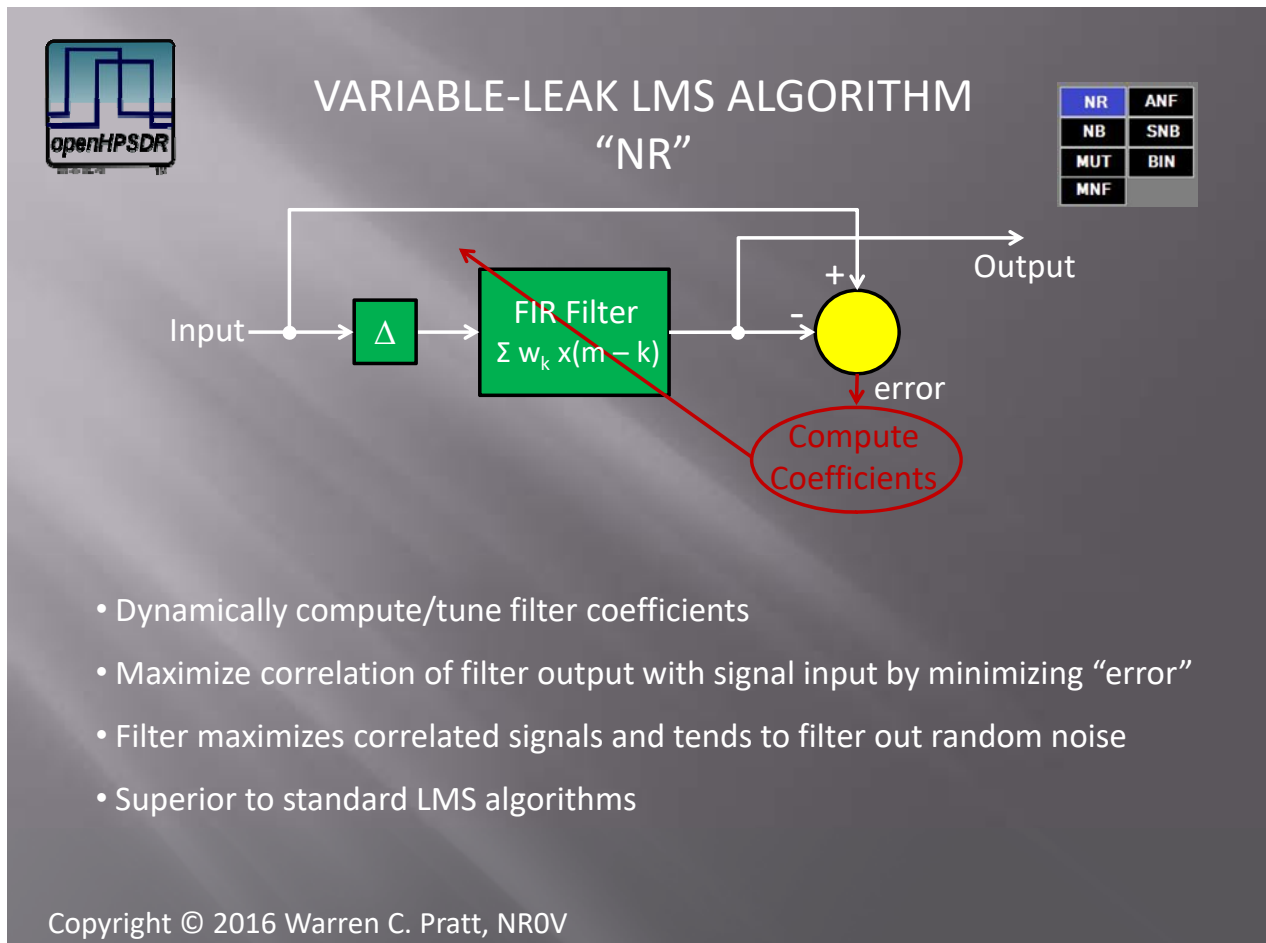 openHPSDR
VARIABLE-LEAK LMS ALGORITHM
“NR”
NR ANF
NB SNB
MUT BIN
MNF
Output
+
Input
Δ
FIR Filter
Σ wk x(m – k)
-
error
Compute
Coefficients
• Dynamically compute/tune filter coefficients
• Maximize correlation of filter output with signal input by minimizing “error”
• Filter maximizes correlated signals and tends to filter out random noise
• Superior to standard LMS algorithms
Copyright © 2016 Warren C. Pratt, NR0V